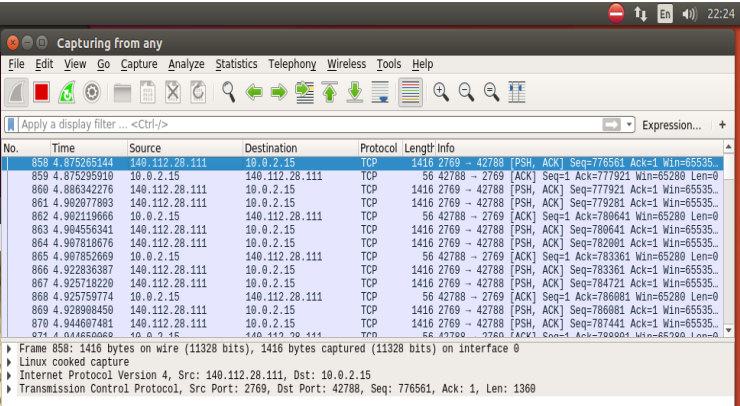 En 22:24
Capturing from any
File Edit View Go Capture Analyze Statistics Telephony Wireless Tools Help
Apply a display filter ... <Ctrl-/> Expression... +
No. Time Source Destination Protocol Length Info
858 4.875265144 140.112.28.111 10.0.2.15 TCP 1416 2769 → 42788 [PSH, ACK] Seq=776561 Ack=1 Win=65535…
859 4.875295910 10.0.2.15 140.112.28.111 TCP 56 42788 → 2769 [ACK] Seq=1 Ack=777921 Win=65280 Len=0
860 4.886342276 140.112.28.111 10.0.2.15 TCP 1416 2769 → 42788 [PSH, ACK] Seq=777921 Ack=1 Win=65535…
861 4.902077803 140.112.28.111 10.0.2.15 TCP 1416 2769 → 42788 [PSH, ACK] Seq=779281 Ack=1 Win=65535…
862 4.902119666 10.0.2.15 140.112.28.111 TCP 56 42788 → 2769 [ACK] Seq=1 Ack=780641 Win=65280 Len=0
863 4.904556341 140.112.28.111 10.0.2.15 TCP 1416 2769 → 42788 [PSH, ACK] Seq=780641 Ack=1 Win=65535…
864 4.907818676 140.112.28.111 10.0.2.15 TCP 1416 2769 → 42788 [PSH, ACK] Seq=782001 Ack=1 Win=65535…
865 4.907852669 10.0.2.15 140.112.28.111 TCP 56 42788 → 2769 [ACK] Seq=1 Ack=783361 Win=65280 Len=0
866 4.922836387 140.112.28.111 10.0.2.15 TCP 1416 2769 → 42788 [PSH, ACK] Seq=783361 Ack=1 Win=65535…
867 4.925718220 140.112.28.111 10.0.2.15 TCP 1416 2769 → 42788 [PSH, ACK] Seq=784721 Ack=1 Win=65535…
868 4.925759774 10.0.2.15 140.112.28.111 TCP 56 42788 → 2769 [ACK] Seq=1 Ack=786081 Win=65280 Len=0
869 4.928908450 140.112.28.111 10.0.2.15 TCP 1416 2769 → 42788 [PSH, ACK] Seq=786081 Ack=1 Win=65535…
870 4.944607481 140.112.28.111 10.0.2.15 TCP 1416 2769 → 42788 [PSH, ACK] Seq=787441 Ack=1 Win=65535…
871 10.0.2.15 140.112.28.111 TCP 56 42788 → 2769 [ACK] Seq=1 Ack=788801 Win=65280 Len=0
Frame 858: 1416 bytes on wire (11328 bits), 1416 bytes captured (11328 bits) on interface 0
Linux cooked capture
Internet Protocol Version 4, Src: 140.112.28.111, Dst: 10.0.2.15
Transmission Control Protocol, Src Port: 2769, Dst Port: 42788, Seq: 776561, Ack: 1, Len: 1360